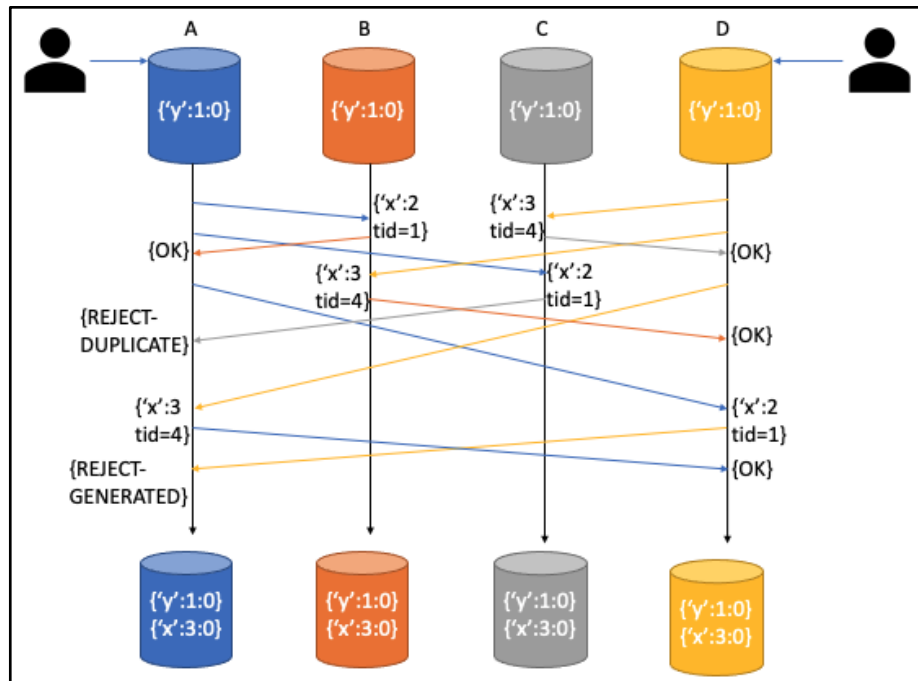 A B C D
{‘y’:1:0} {‘y’:1:0} {‘y’:1:0} {‘y’:1:0}
{‘x’:2
tid=1}
{‘x’:3
tid=4}
{OK}
{OK}
{‘x’:3
tid=4}
{‘x’:2
tid=1}
{REJECT-
DUPLICATE}
{OK}
{‘x’:3
tid=4}
{‘x’:2
tid=1}
{REJECT-
GENERATED}
{OK}
{‘y’:1:0}
{‘x’:3:0}
{‘y’:1:0}
{‘x’:3:0}
{‘y’:1:0}
{‘x’:3:0}
{‘y’:1:0}
{‘x’:3:0}